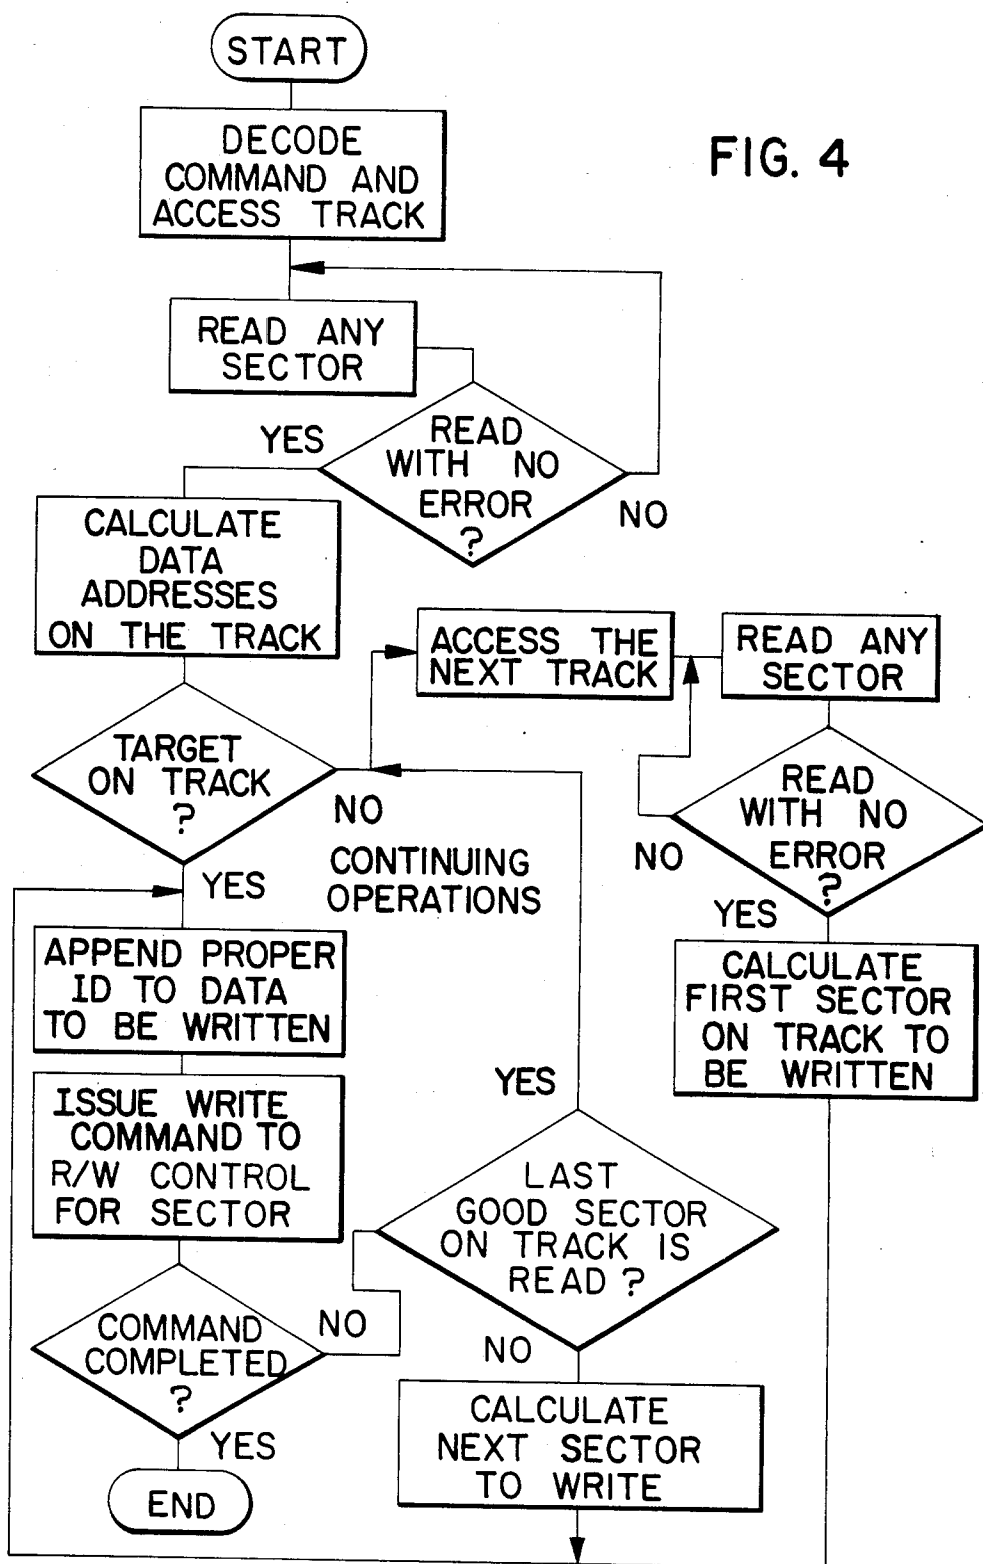 START
FIG. 4
DECODE
COMMAND AND
ACCESS TRACK
READ ANY
SECTOR
YES
READ
WITH NO
ERROR
?
NO
CALCULATE
DATA
ADDRESSES
ON THE TRACK
ACCESS THE
NEXT TRACK
READ ANY
SECTOR
TARGET
ON TRACK
?
NO
READ
WITH NO
ERROR
?
NO
YES
CONTINUING
OPERATIONS
YES
APPEND PROPER
ID TO DATA
TO BE WRITTEN
CALCULATE
FIRST SECTOR
ON TRACK TO
BE WRITTEN
ISSUE WRITE
COMMAND TO
R/W CONTROL
FOR SECTOR
YES
LAST
GOOD SECTOR
ON TRACK IS
READ ?
NO
COMMAND
COMPLETED
?
NO
YES
END
CALCULATE
NEXT SECTOR
TO WRITE